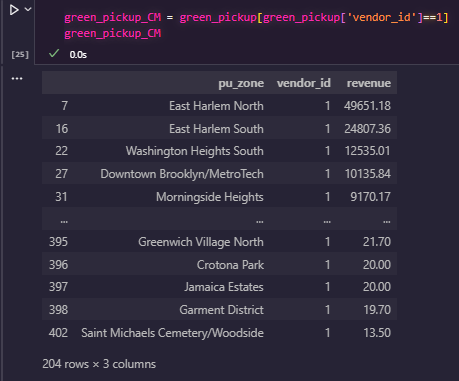 green_pickup_CM = green_pickup[green_pickup['vendor_id']==1]
green_pickup_CM
[25] 0.0s
...
pu_zone vendor_id revenue
7 East Harlem North 1 49651.18
16 East Harlem South 1 24807.36
22 Washington Heights South 1 12535.01
27 Downtown Brooklyn/MetroTech 1 10135.84
31 Morningside Heights 1 9170.17
... ... ... ...
395 Greenwich Village North 1 21.70
396 Crotona Park 1 20.00
397 Jamaica Estates 1 20.00
398 Garment District 1 19.70
402 Saint Michaels Cemetery/Woodside 1 13.50
204 rows × 3 columns